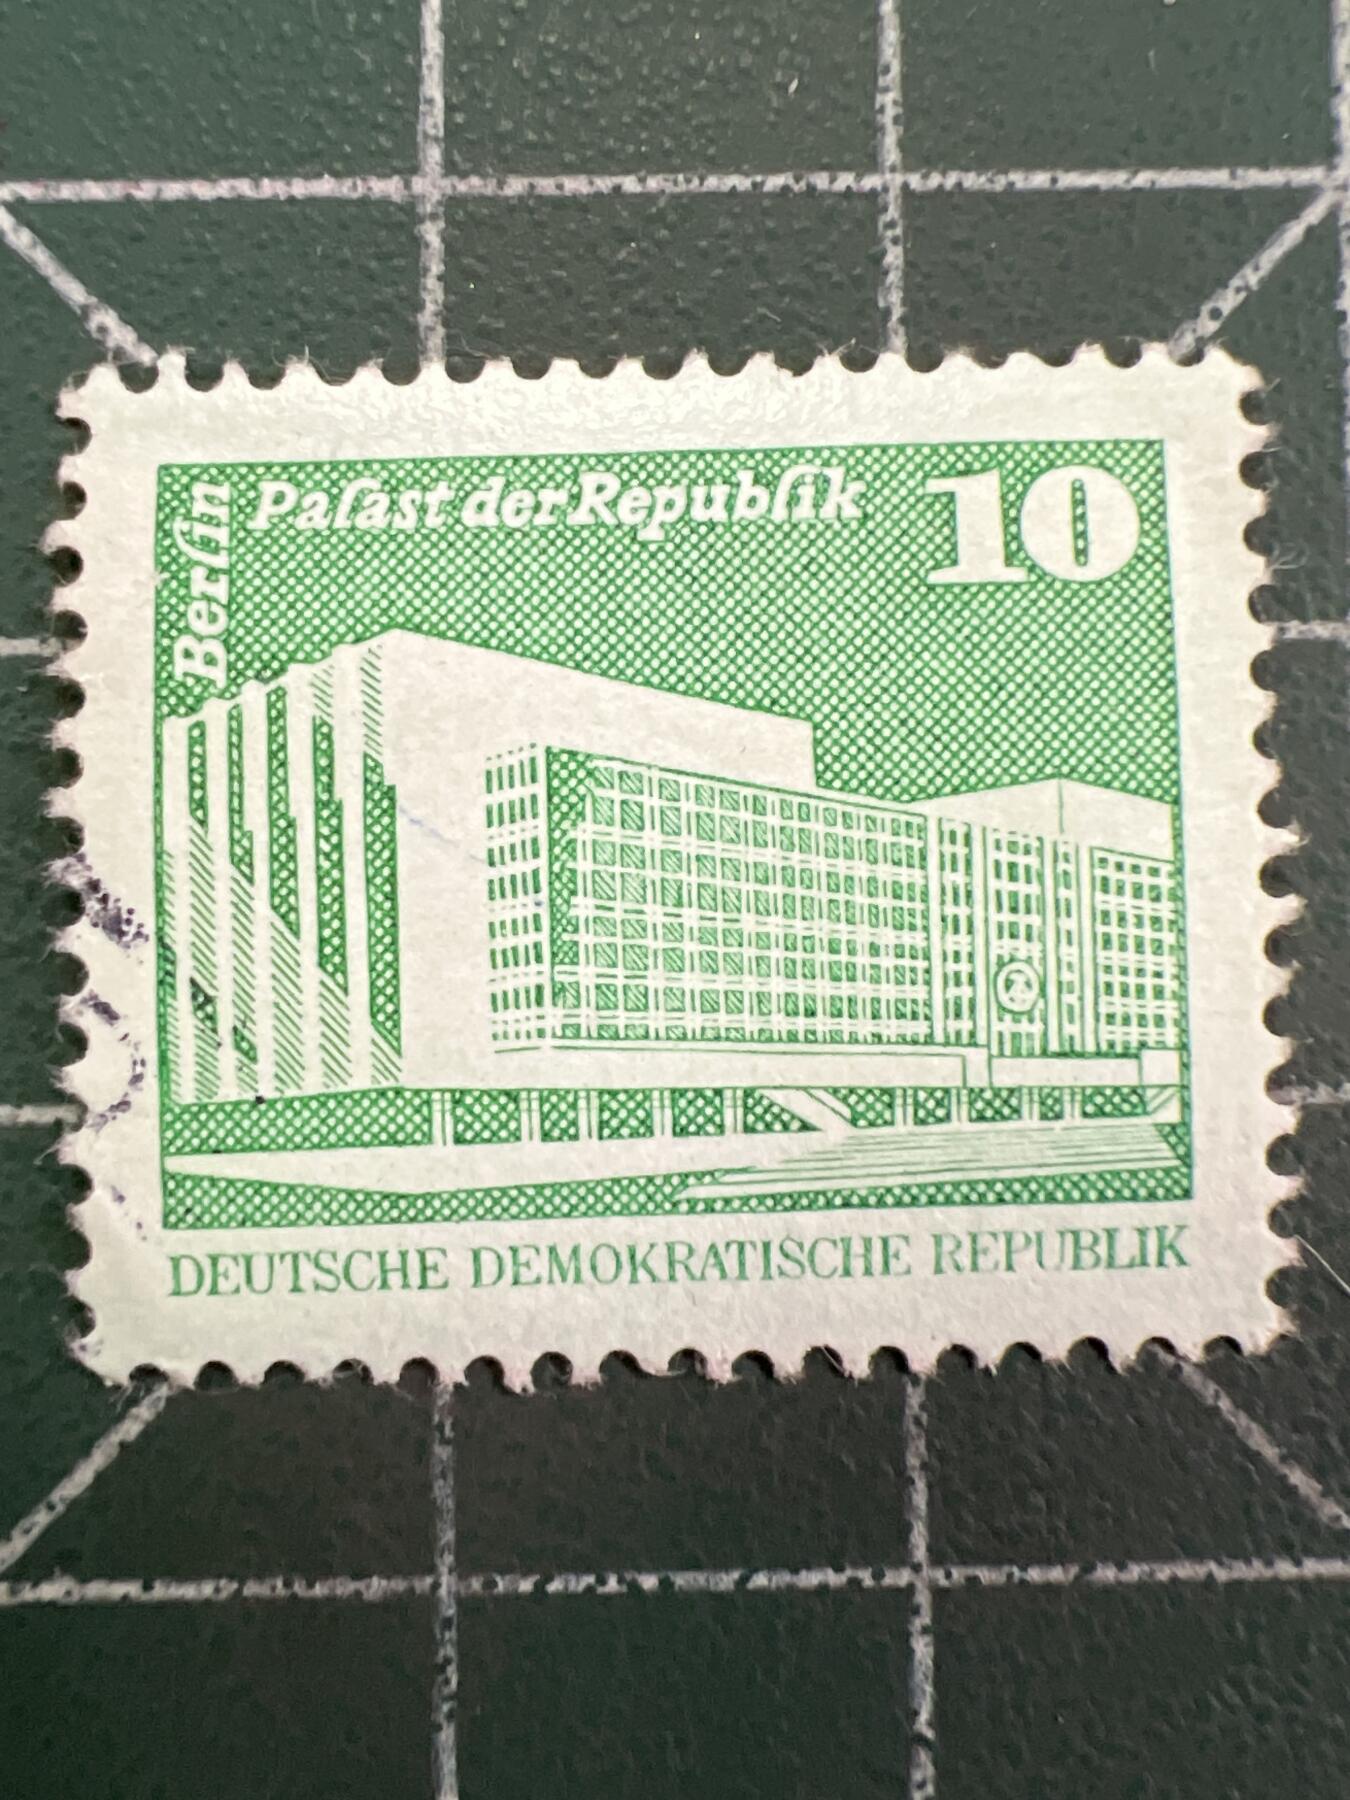 Berlin
Palast der Republik
10
DEUTSCHE DEMOKRATISCHE REPUBLIK